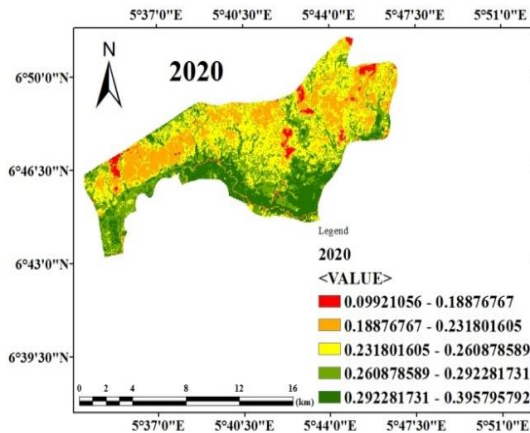 5°37'0"E 5°40'30"E 5°44'0"E 5°47'30"E 5°51'0"E
N
2020
6°50'0"N
6°46'30"N
6°43'0"N
6°39'30"N
Legend
2020
<VALUE>
0.09921056 - 0.18876767
0.18876767 - 0.231801605
0.231801605 - 0.260878589
0.260878589 - 0.292281731
0.292281731 - 0.395795792
0 2 4 8 12 16
(km)
5°37'0"E 5°40'30"E 5°44'0"E 5°47'30"E 5°51'0"E